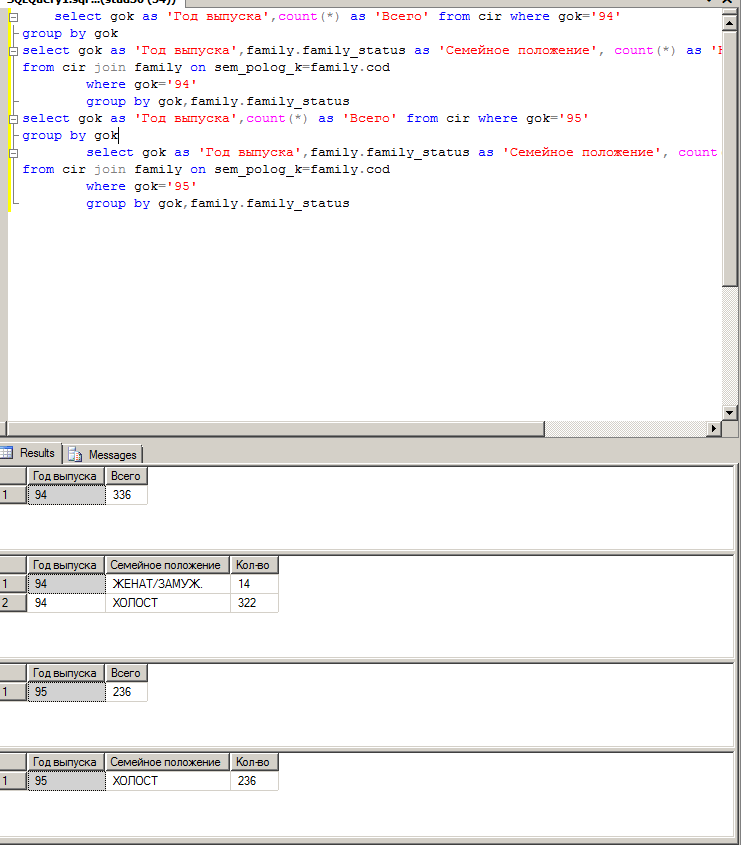 select gok as 'Год выпуска',count(*) as 'Всего' from cir where gok='94'
group by gok
select gok as 'Год выпуска',family.family_status as 'Семейное положение', count(*) as
from cir join family on sem_polog_k=family.cod
where gok='94'
group by gok,family.family_status
select gok as 'Год выпуска',count(*) as 'Всего' from cir where gok='95'
group by gok
select gok as 'Год выпуска',family.family_status as 'Семейное положение', count
from cir join family on sem_polog_k=family.cod
where gok='95'
group by gok,family.family_status
Results Messages
Год выпуска Всего
1 94 336
Год выпуска Семейное положение Кол-во
1 94 ЖЕНАТ/ЗАМУЖ. 14
2 94 ХОЛОСТ 322
Год выпуска Всего
1 95 236
Год выпуска Семейное положение Кол-во
1 95 ХОЛОСТ 236